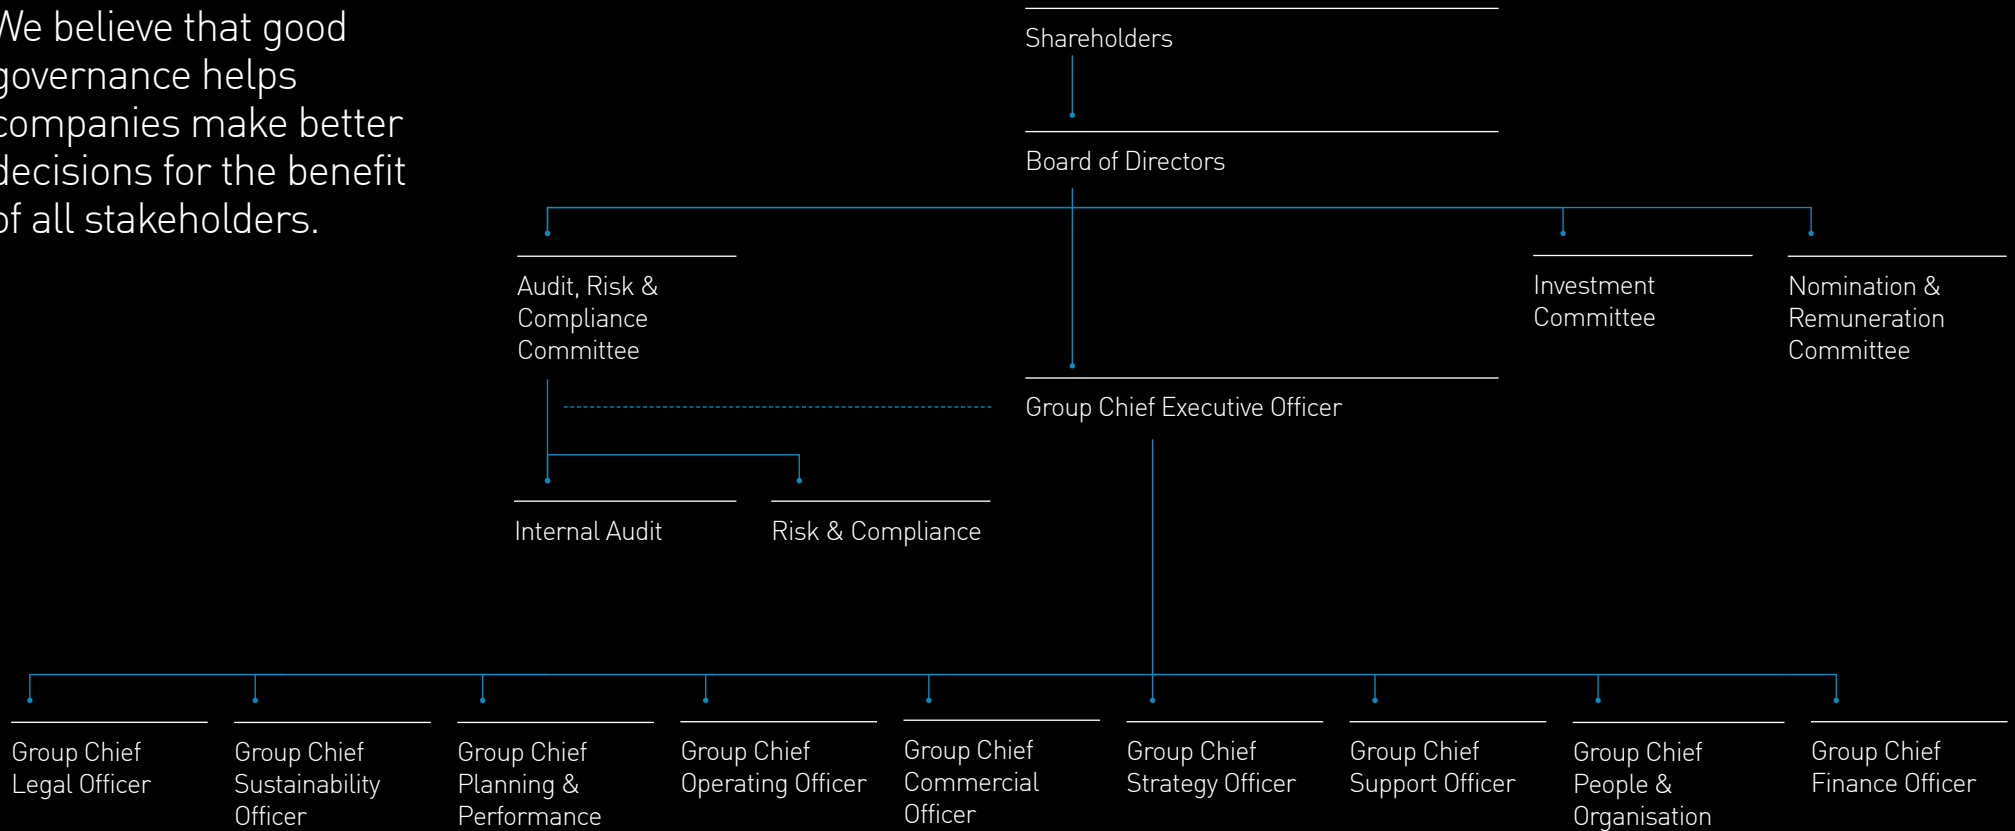 We believe that good
governance helps
companies make better
decisions for the benefit
of all stakeholders.
Shareholders
Board of Directors
Audit, Risk &
Compliance
Committee
Investment
Committee
Nomination &
Remuneration
Committee
Group Chief Executive Officer
Internal Audit
Risk & Compliance
Group Chief
Legal Officer
Group Chief
Sustainability
Officer
Group Chief
Planning &
Performance
Group Chief
Operating Officer
Group Chief
Commercial
Officer
Group Chief
Strategy Officer
Group Chief
Support Officer
Group Chief
People &
Organisation
Group Chief
Finance Officer